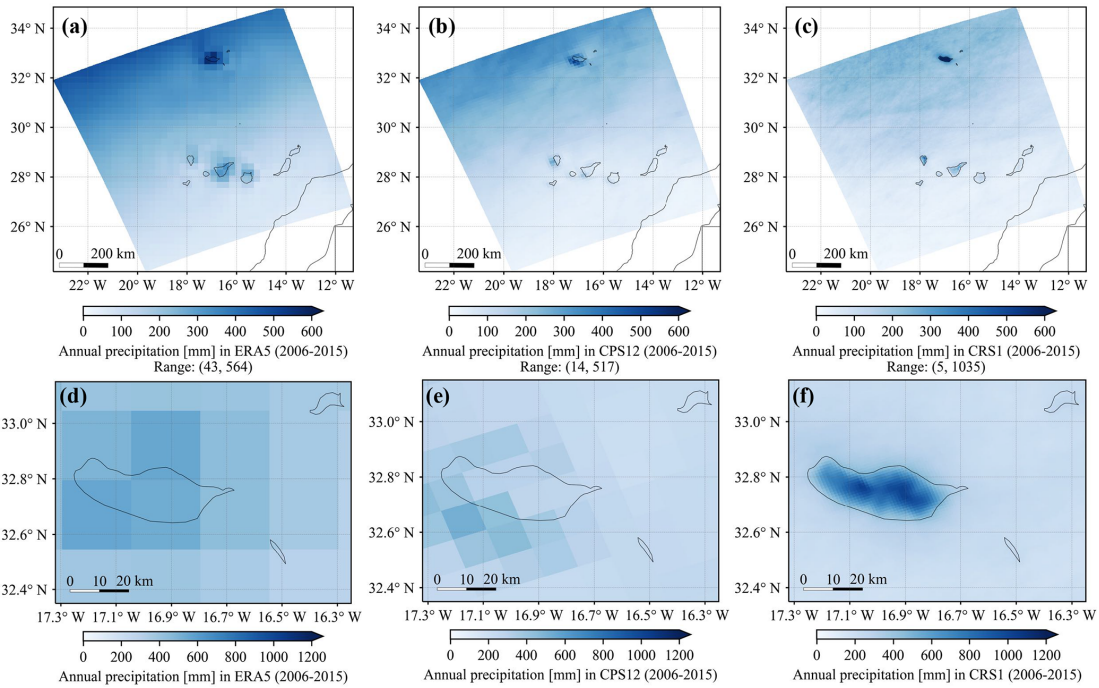 (a)
(b)
(c)
34° N
32° N
30° N
28° N
26° N
0 200 km
22° W 20° W 18° W 16° W 14° W 12° W
34° N
32° N
30° N
28° N
26° N
0 200 km
22° W 20° W 18° W 16° W 14° W 12° W
34° N
32° N
30° N
28° N
26° N
0 200 km
22° W 20° W 18° W 16° W 14° W 12° W
0 100 200 300 400 500 600
Annual precipitation [mm] in ERA5 (2006-2015)
Range: (43, 564)
0 100 200 300 400 500 600
Annual precipitation [mm] in CPS12 (2006-2015)
Range: (14, 517)
0 100 200 300 400 500 600
Annual precipitation [mm] in CRS1 (2006-2015)
Range: (5, 1035)
(d)
(e)
(f)
33.0° N
32.8° N
32.6° N
32.4° N
0 10 20 km
17.3° W 17.1° W 16.9° W 16.7° W 16.5° W 16.3° W
33.0° N
32.8° N
32.6° N
32.4° N
0 10 20 km
17.3° W 17.1° W 16.9° W 16.7° W 16.5° W 16.3° W
33.0° N
32.8° N
32.6° N
32.4° N
0 10 20 km
17.3° W 17.1° W 16.9° W 16.7° W 16.5° W 16.3° W
0 200 400 600 800 1000 1200
Annual precipitation [mm] in ERA5 (2006-2015)
0 200 400 600 800 1000 1200
Annual precipitation [mm] in CPS12 (2006-2015)
0 200 400 600 800 1000 1200
Annual precipitation [mm] in CRS1 (2006-2015)